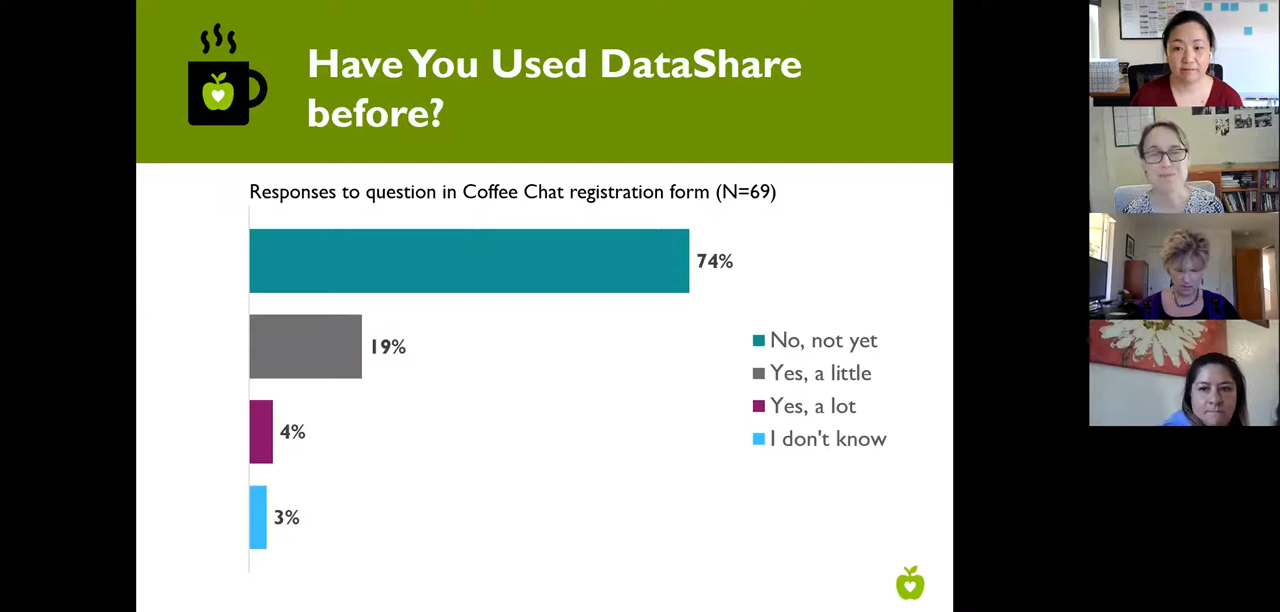 Have You Used DataShare
before?
Responses to question in Coffee Chat registration form (N=69)
74%
19%
4%
3%
No, not yet
Yes, a little
Yes, a lot
I don't know